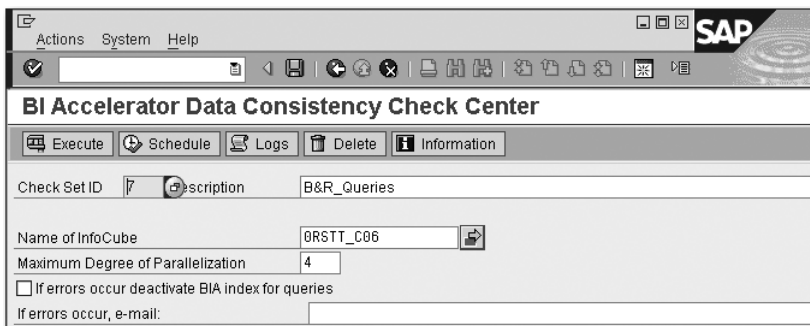 SAP
Actions System Help
BI Accelerator Data Consistency Check Center
Execute Schedule Logs Delete Information
Check Set ID 7 escription B&R_Queries
Name of InfoCube 0RSTT_C06
Maximum Degree of Parallelization 4
If errors occur deactivate BIA index for queries
If errors occur, e-mail: